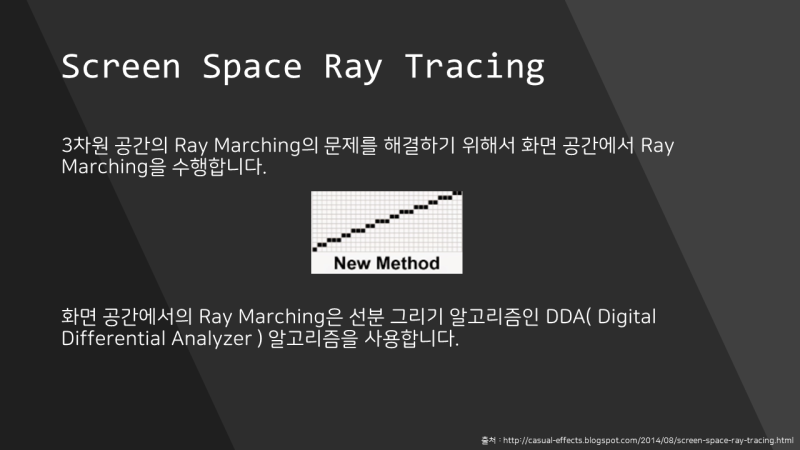 Screen Space Ray Tracing
3차원 공간의 Ray Marching의 문제를 해결하기 위해서 화면 공간에서 Ray
Marching을 수행합니다.
New Method
화면 공간에서의 Ray Marching은 선분 그리기 알고리즘인 DDA( Digital
Differential Analyzer ) 알고리즘을 사용합니다.
출처 : http://casual-effects.blogspot.com/2014/08/screen-space-ray-tracing.html